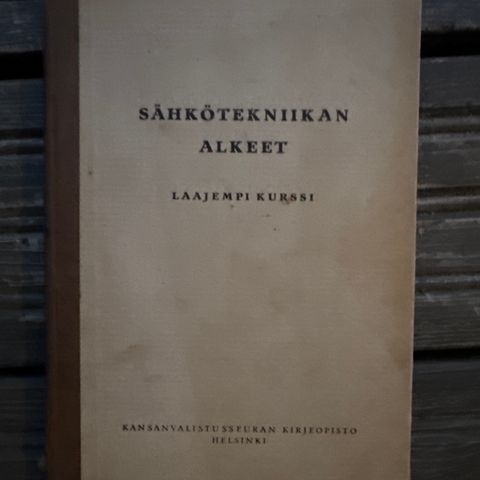 SÄHKÖTEKNIIKAN
ALKEET
LAAJEMPI KURSSI
KANSANVALISTUSSEURAN KIRJEOPISTO
HELSINKI